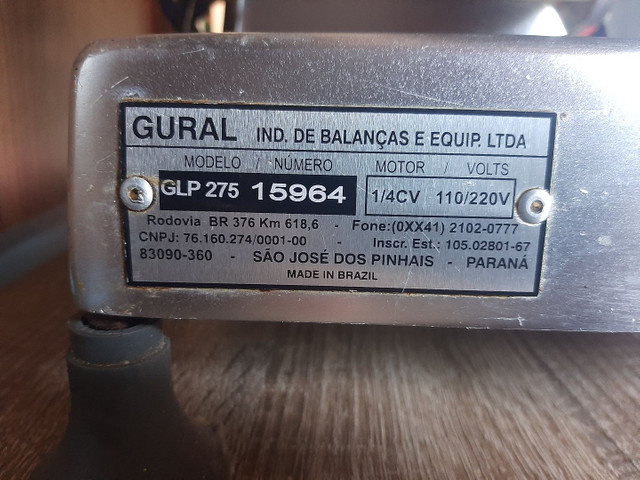 GURAL IND. DE BALANÇAS E EQUIP. LTDA
MODELO / NÚMERO MOTOR / VOLTS
GLP 275 15964 1/4CV 110/220V
Rodovia BR 376 Km 618,6 - Fone:(0XX41) 2102-0777
CNPJ: 76.160.274/0001-00 - Inscr. Est.: 105.02801-67
83090-360 - SÃO JOSÉ DOS PINHAIS - PARANÁ
MADE IN BRAZIL